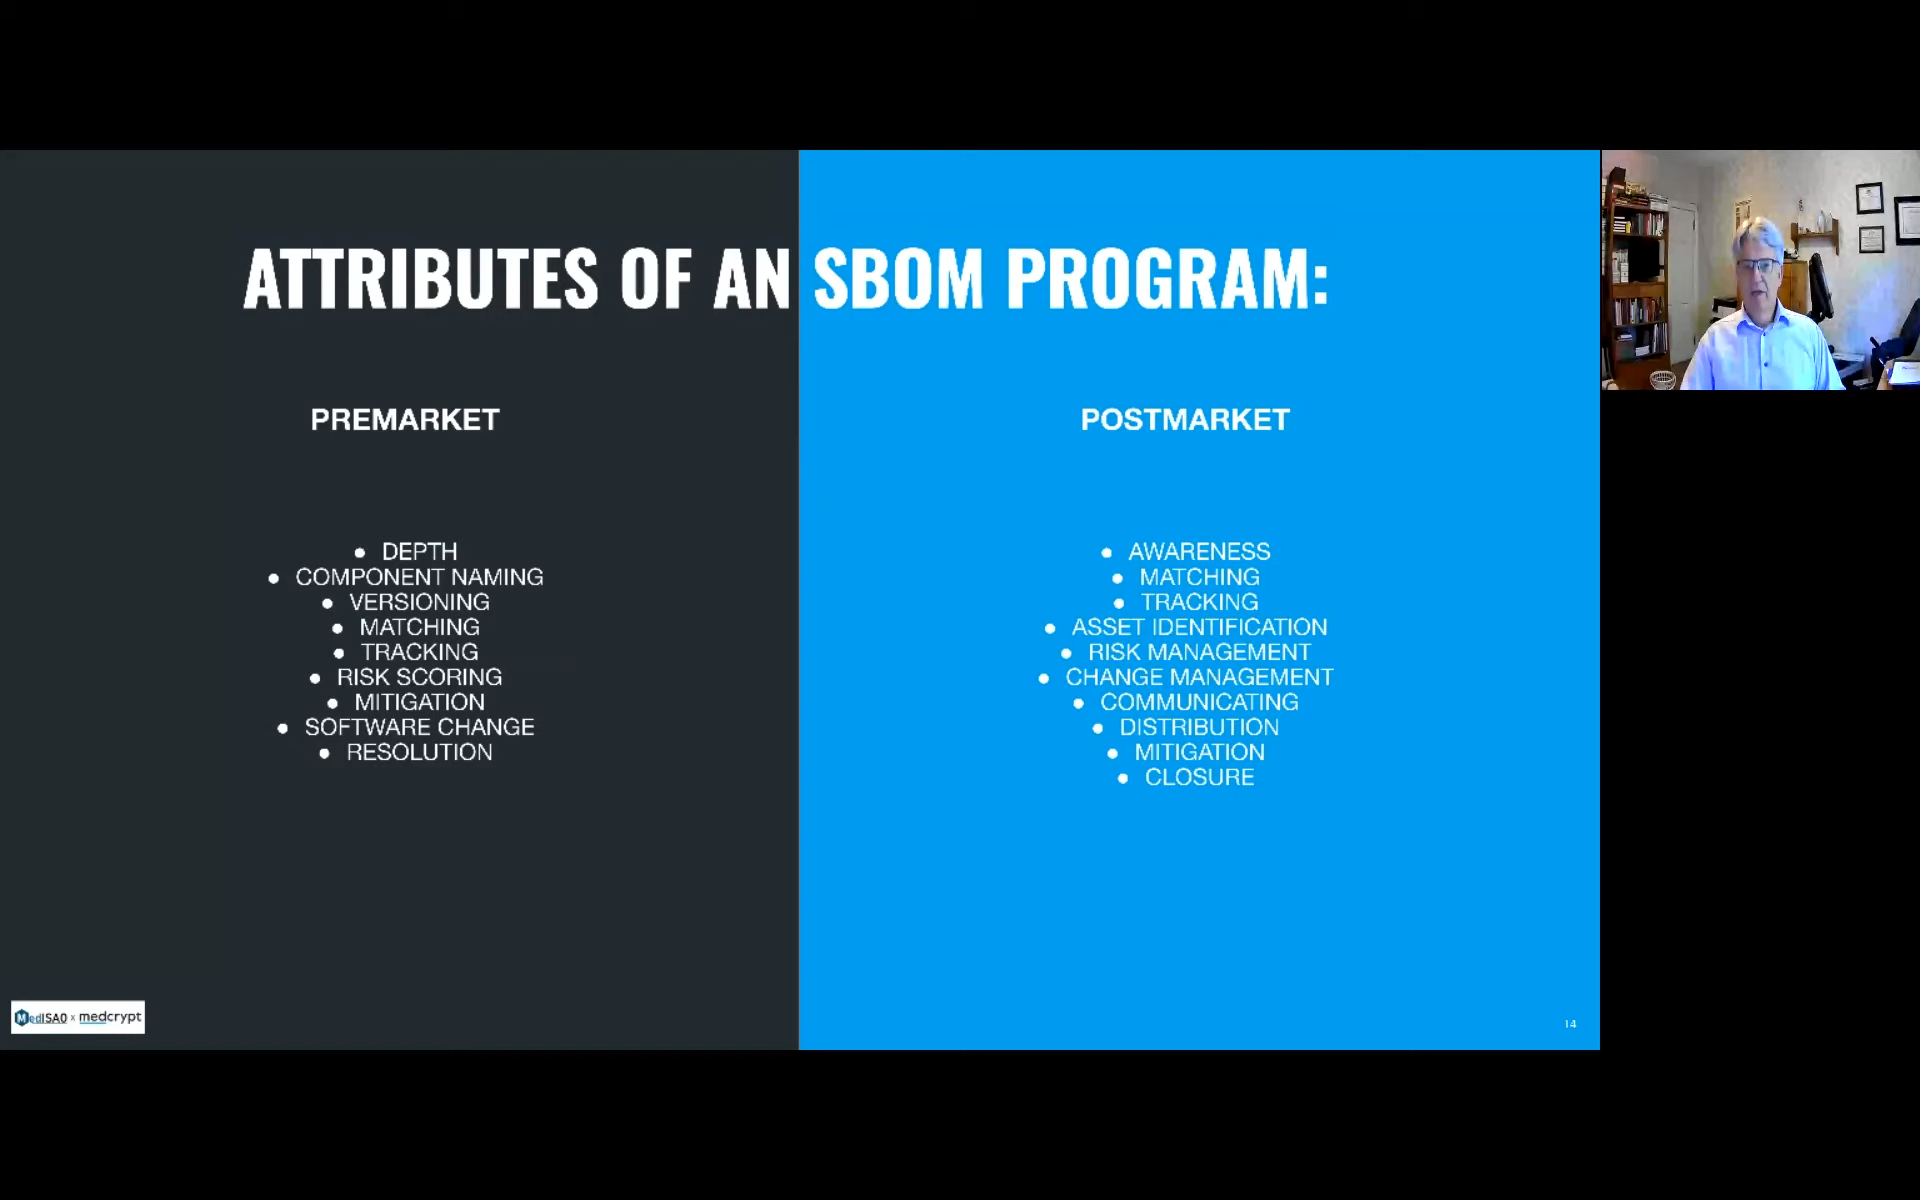 ATTRIBUTES OF AN SBOM PROGRAM:
PREMARKET
● DEPTH
● COMPONENT NAMING
● VERSIONING
● MATCHING
● TRACKING
● RISK SCORING
● MITIGATION
● SOFTWARE CHANGE
● RESOLUTION
POSTMARKET
● AWARENESS
● MATCHING
● TRACKING
● ASSET IDENTIFICATION
● RISK MANAGEMENT
● CHANGE MANAGEMENT
● COMMUNICATING
● DISTRIBUTION
● MITIGATION
● CLOSURE
MedISAO x medcrypt
14